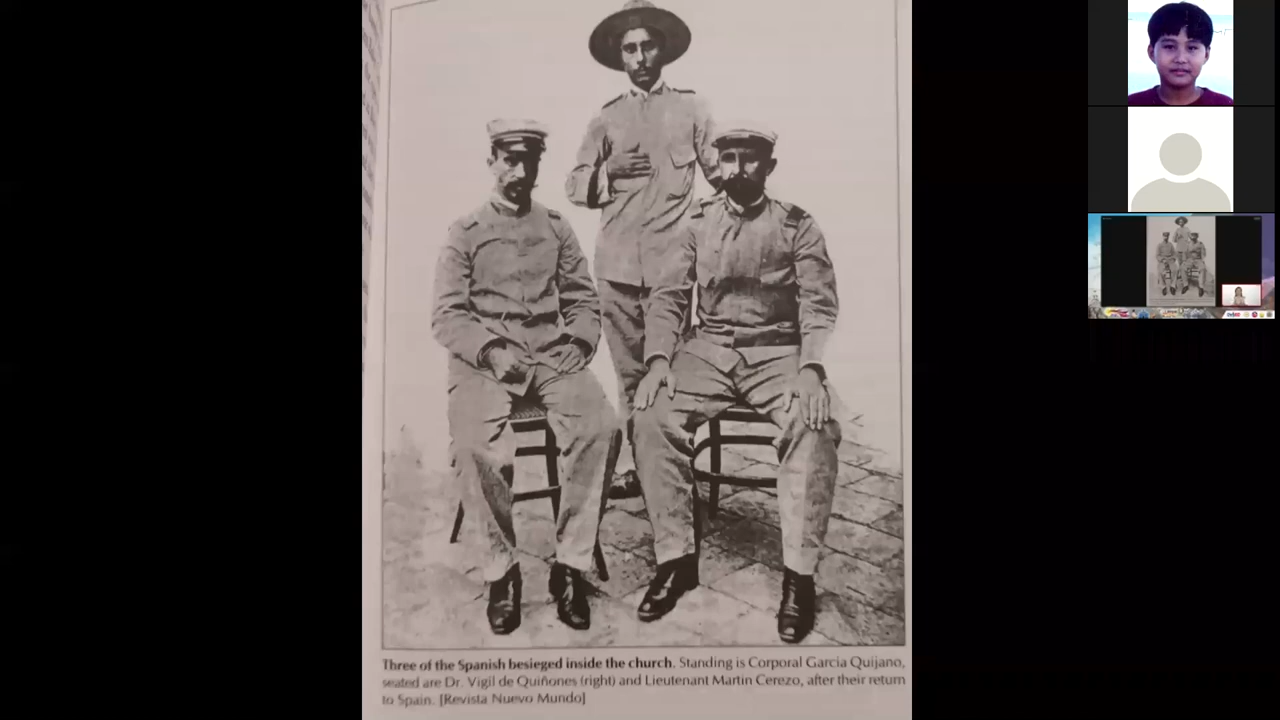 Three of the Spanish besieged inside the church. Standing is Corporal Garcia Quijano,
seated are Dr. Vigil de Quiñones (right) and Lieutenant Martin Cerezo, after their return
to Spain. [Revista Nuevo Mundo]